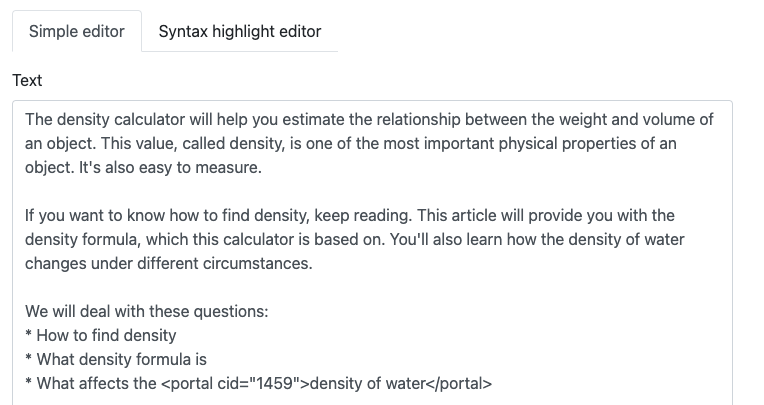 Simple editor
Syntax highlight editor
Text
The density calculator will help you estimate the relationship between the weight and volume of
an object. This value, called density, is one of the most important physical properties of an
object. It's also easy to measure.
If you want to know how to find density, keep reading. This article will provide you with the
density formula, which this calculator is based on. You'll also learn how the density of water
changes under different circumstances.
We will deal with these questions:
* How to find density
* What density formula is
* What affects the <portal cid="1459">density of water</portal>